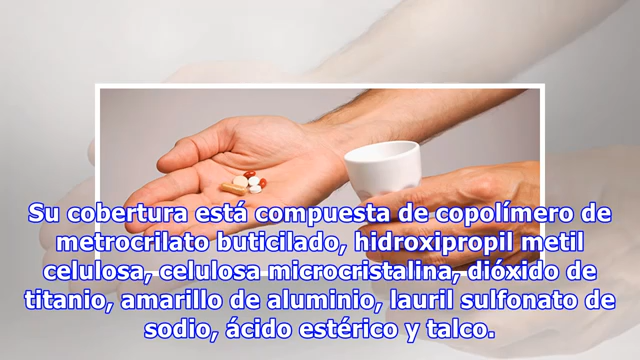 Su cobertura está compuesta de copolímero de
metrocrilato buticilado, hidroxipropil metil
celulosa, celulosa microcristalina, dióxido de
titanio, amarillo de aluminio, lauril sulfonato de
sodio, ácido estérico y talco.